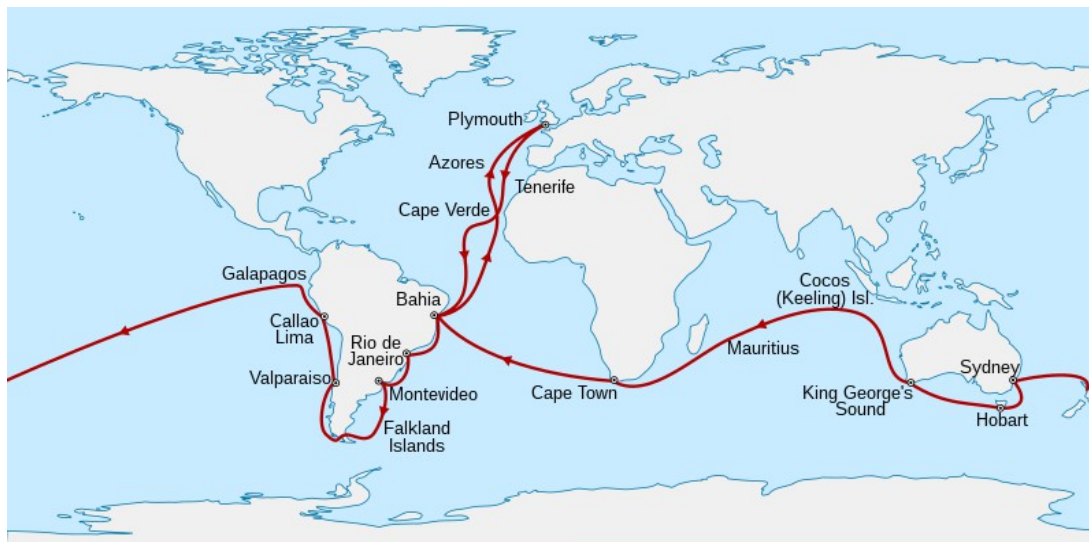 Plymouth
Azores
Tenerife
Cape Verde
Galapagos
Cocos
(Keeling) Isl.
Bahia
Callao
Lima
Rio de
Janeiro
Mauritius
Sydney
Valparaiso
Montevideo
Cape Town
King George's
Sound
Falkland
Islands
Hobart